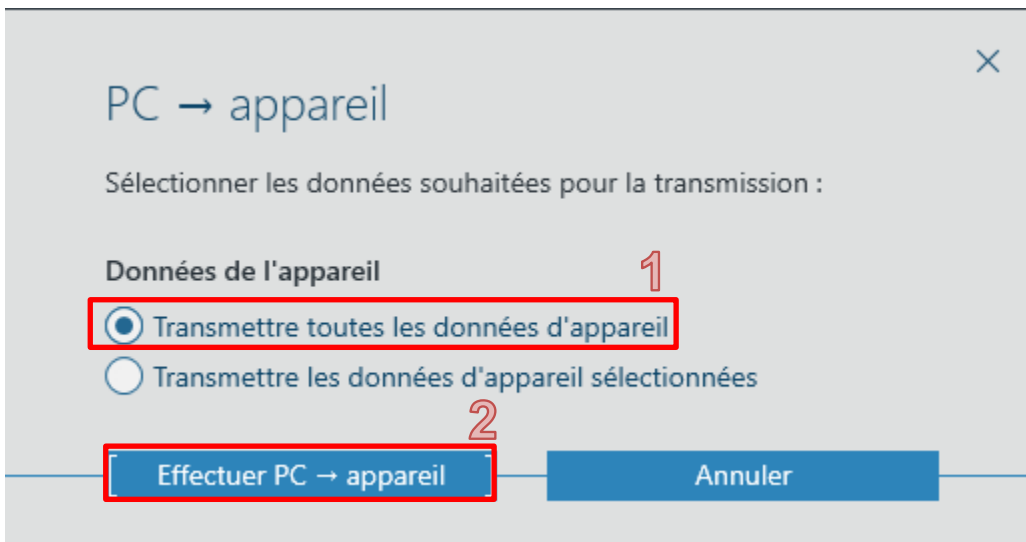 PC → appareil
Sélectionner les données souhaitées pour la transmission :
Données de l'appareil
1
Transmettre toutes les données d'appareil
Transmettre les données d'appareil sélectionnées
2
Effectuer PC → appareil
Annuler